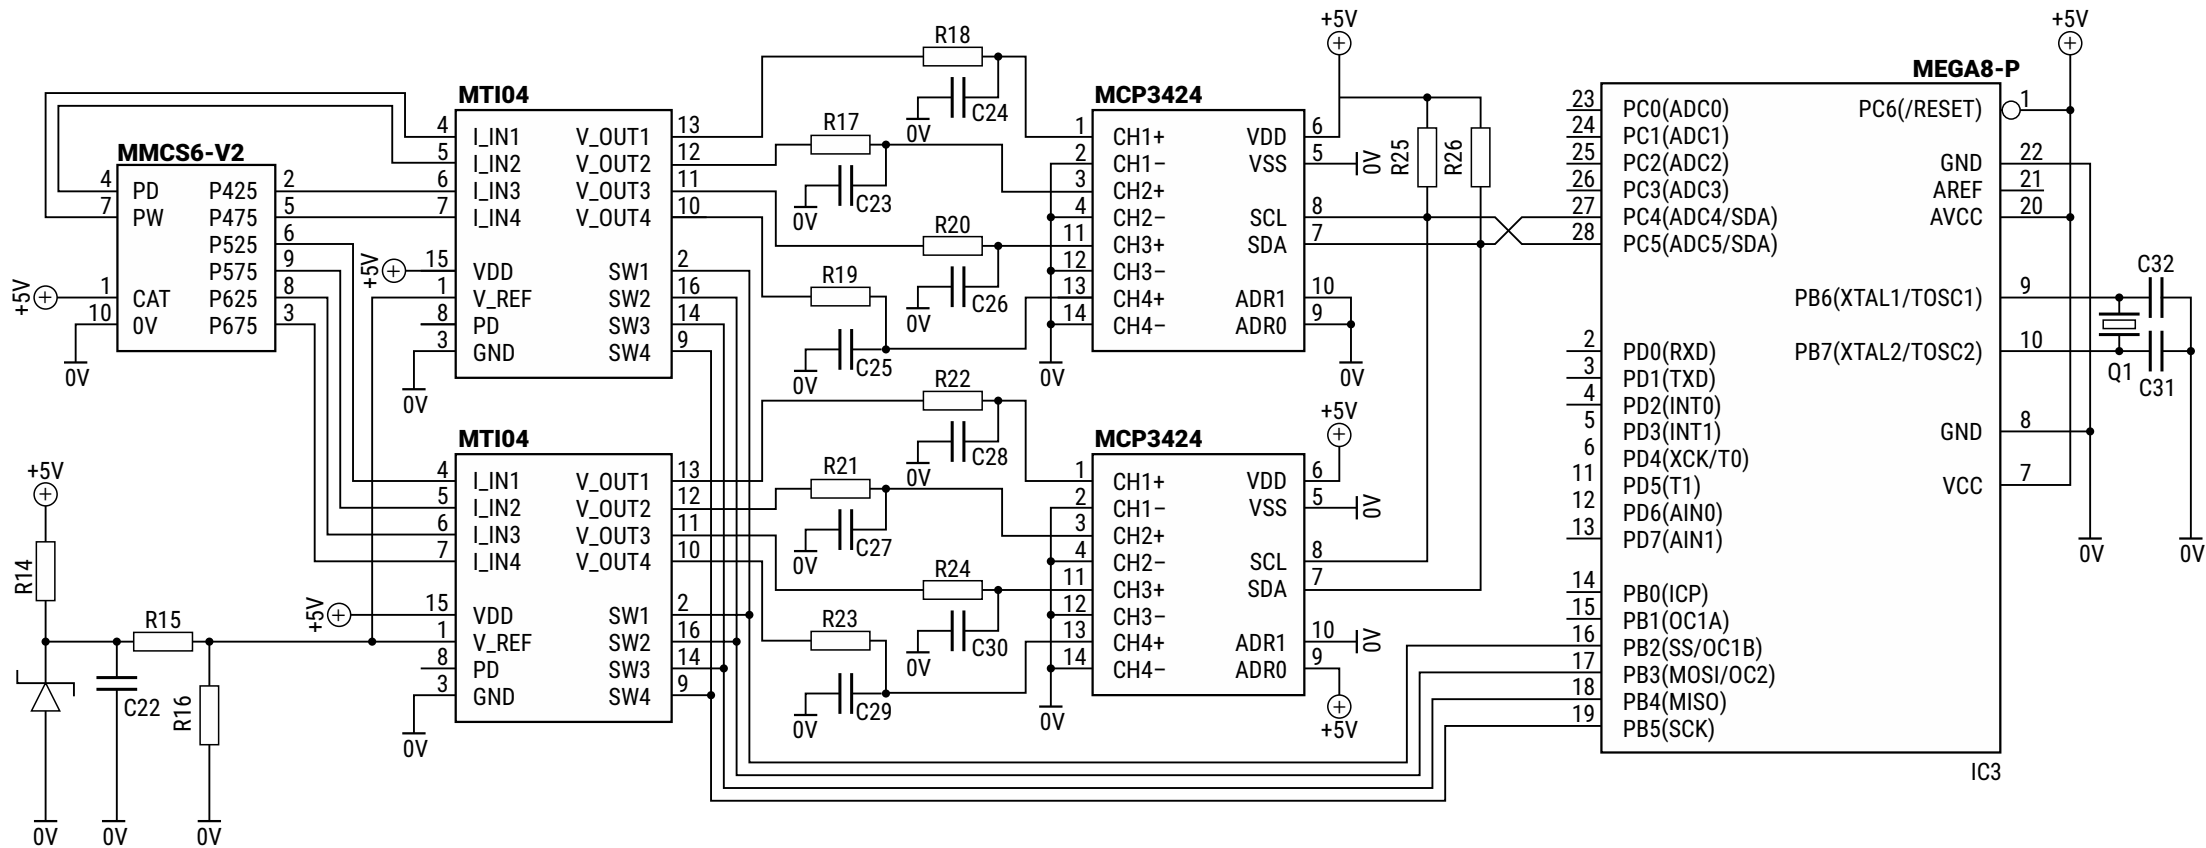 +5V
+5V
R18
MEGA8-P
MTI04
MCP3424
C24
0V
23 PC0(ADC0) PC6(/RESET) 1
4 I_IN1 V_OUT1 13
R17
1 CH1+ VDD 6
24 PC1(ADC1)
MMCS6-V2
5 I_IN2 V_OUT2 12
2 CH1− VSS 5 0V
R25
R26
25 PC2(ADC2) GND 22
4 PD P425 2
6 I_IN3 V_OUT3 11
C23
0V
3 CH2+
26 PC3(ADC3) AREF 21
7 PW P475 5
7 I_IN4 V_OUT4 10
R20
4 CH2− SCL 8
27 PC4(ADC4/SDA) AVCC 20
P525 6
11 CH3+ SDA 7
28 PC5(ADC5/SDA)
P575 9
+5V
15 VDD SW1 2
R19
12 CH3−
C32
+5V
1 CAT P625 8
1 V_REF SW2 16
C26
0V
13 CH4+ ADR1 10
PB6(XTAL1/TOSC1) 9
10 0V P675 3
8 PD SW3 14
14 CH4− ADR0 9
0V
3 GND SW4 9
C25
0V
2 PD0(RXD) PB7(XTAL2/TOSC2) 10
0V
R22
0V
0V
3 PD1(TXD)
Q1
C31
4 PD2(INT0)
+5V
MTI04
MCP3424
5 PD3(INT1) GND 8
C28
0V
6 PD4(XCK/T0)
+5V
4 I_IN1 V_OUT1 13
R21
1 CH1+ VDD 6
11 PD5(T1) VCC 7
5 I_IN2 V_OUT2 12
2 CH1− VSS 5 0V
12 PD6(AIN0)
6 I_IN3 V_OUT3 11
C27
0V
3 CH2+
13 PD7(AIN1)
0V
0V
R14
7 I_IN4 V_OUT4 10
R24
4 CH2− SCL 8
11 CH3+ SDA 7
14 PB0(ICP)
+5V
15 VDD SW1 2
R23
12 CH3−
15 PB1(OC1A)
R15
1 V_REF SW2 16
C30
0V
13 CH4+ ADR1 10 0V
16 PB2(SS/OC1B)
8 PD SW3 14
14 CH4− ADR0 9
17 PB3(MOSI/OC2)
C22
R16
3 GND SW4 9
C29
0V
18 PB4(MISO)
0V
0V
+5V
19 PB5(SCK)
IC3
0V
0V
0V